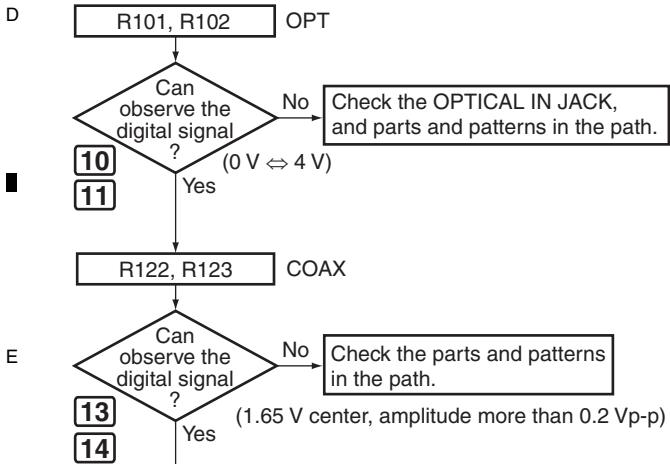 D
R101, R102 OPT
Can
observe the
digital signal
?
No
Check the OPTICAL IN JACK,
and parts and patterns in the path.
10
11
(0 V ⇔ 4 V)
Yes
R122, R123 COAX
E
Can
observe the
digital signal
?
No
Check the parts and patterns
in the path.
13
14
(1.65 V center, amplitude more than 0.2 Vp-p)
Yes